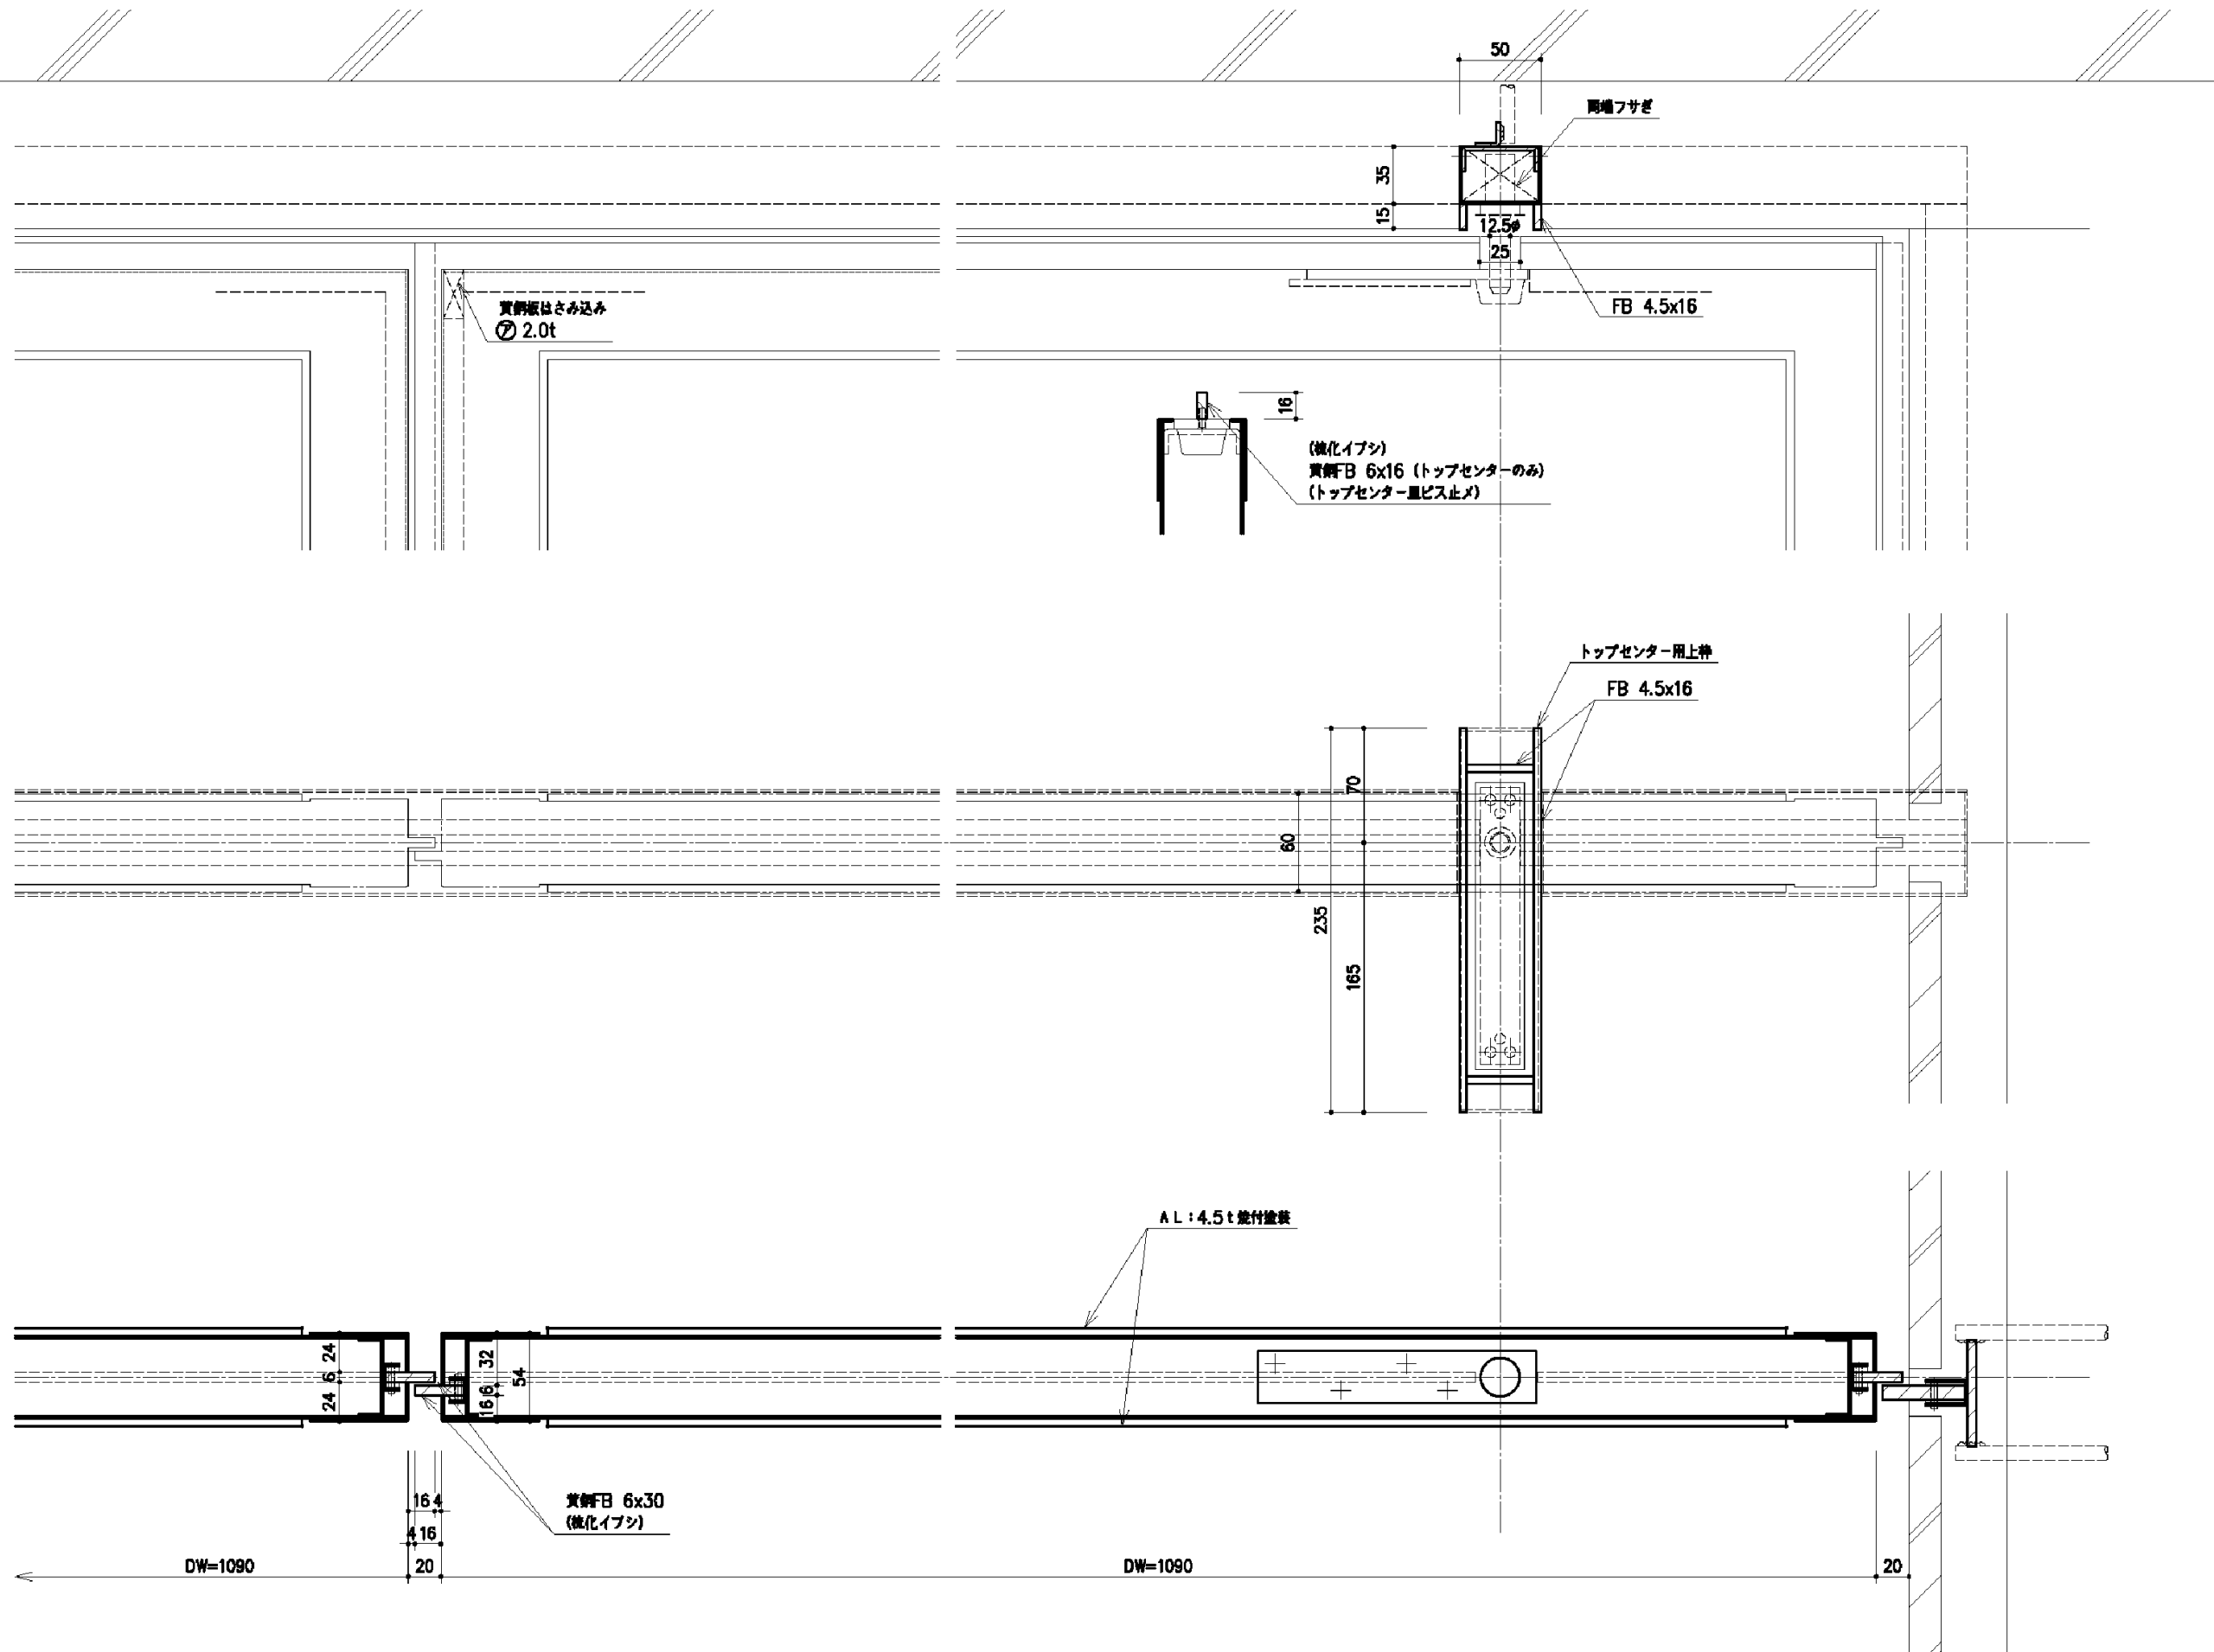 50
両端フサギ
35
15
12.5φ
25
FB 4.5x16
黄銅板はさみ込み
㋐ 2.0t
16
(硫化イブシ)
黄銅FB 6x16 (トップセンターのみ)
(トップセンター皿ビス止メ)
トップセンター用上枠
FB 4.5x16
70
60
235
165
AL:4.5t焼付塗装
24
6
24
32
6
16
54
16 4
4 16
黄銅FB 6x30
(硫化イブシ)
DW=1090
20
DW=1090
20